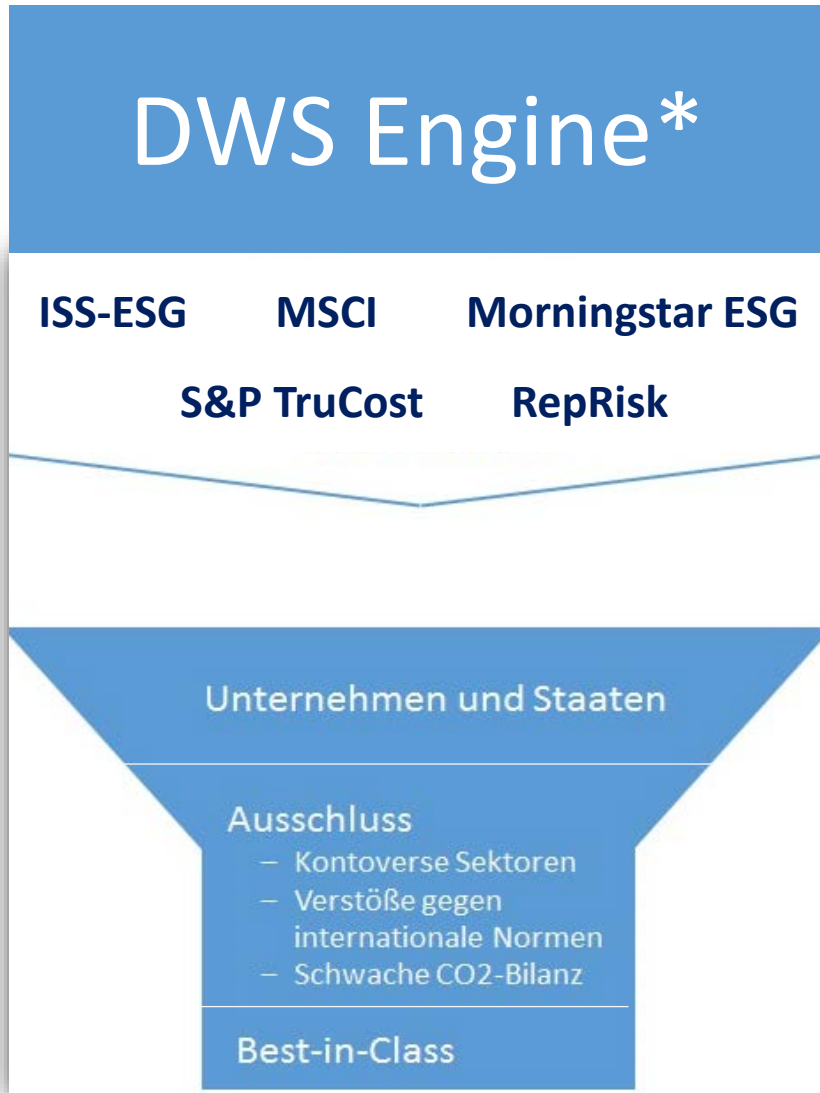 DWS Engine*
ISS-ESG MSCI Morningstar ESG
S&P TruCost RepRisk
Unternehmen und Staaten
Ausschluss
– Kontoverse Sektoren
– Verstöße gegen
internationale Normen
– Schwache CO2-Bilanz
Best-in-Class